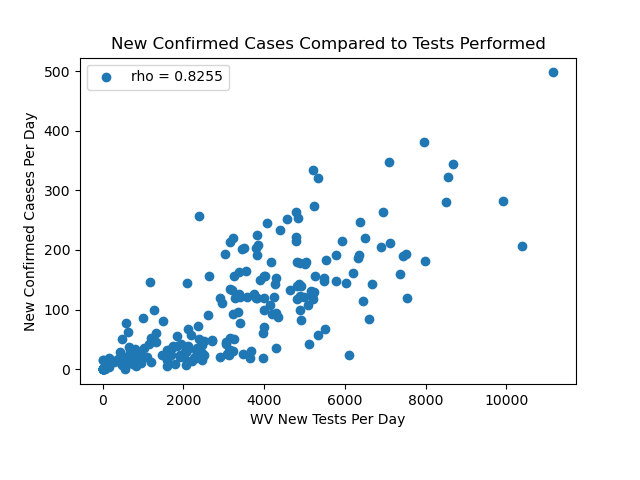 New Confirmed Cases Compared to Tests Performed
rho = 0.8255
500
400
300
200
100
0
New Confirmed Caeses Per Day
0 2000 4000 6000 8000 10000
WV New Tests Per Day